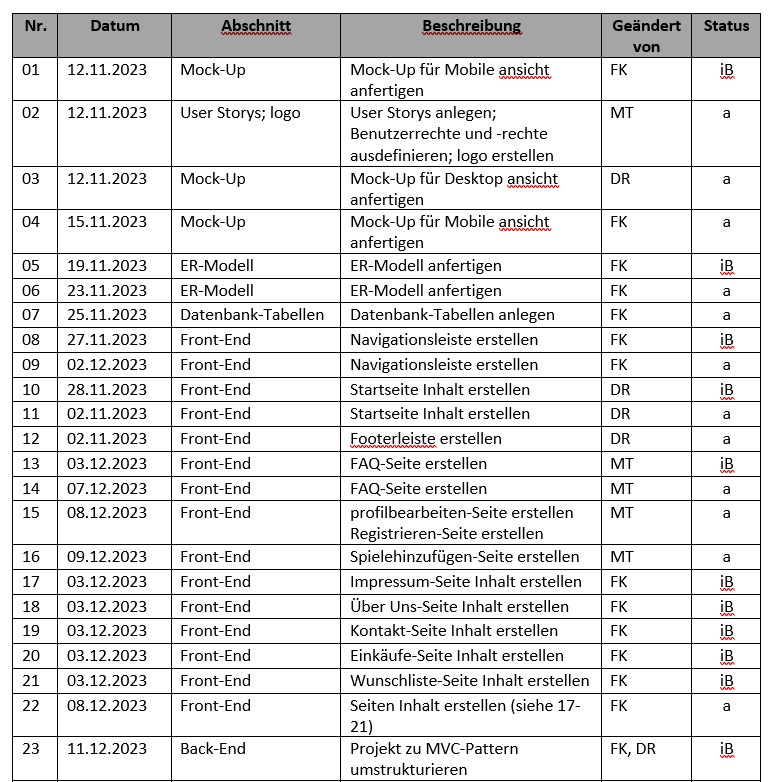 Nr. Datum Abschnitt Beschreibung Geändert von Status
01 12.11.2023 Mock-Up Mock-Up für Mobile ansicht anfertigen FK iB
02 12.11.2023 User Storys; logo User Storys anlegen; Benutzerrechte und -rechte ausdefinieren; logo erstellen MT a
03 12.11.2023 Mock-Up Mock-Up für Desktop ansicht anfertigen DR a
04 15.11.2023 Mock-Up Mock-Up für Mobile ansicht anfertigen FK a
05 19.11.2023 ER-Modell ER-Modell anfertigen FK iB
06 23.11.2023 ER-Modell ER-Modell anfertigen FK a
07 25.11.2023 Datenbank-Tabellen Datenbank-Tabellen anlegen FK a
08 27.11.2023 Front-End Navigationsleiste erstellen FK iB
09 02.12.2023 Front-End Navigationsleiste erstellen FK a
10 28.11.2023 Front-End Startseite Inhalt erstellen DR iB
11 02.11.2023 Front-End Startseite Inhalt erstellen DR a
12 02.11.2023 Front-End Footerleiste erstellen DR a
13 03.12.2023 Front-End FAQ-Seite erstellen MT iB
14 07.12.2023 Front-End FAQ-Seite erstellen MT a
15 08.12.2023 Front-End profilbearbeiten-Seite erstellen Registrieren-Seite erstellen MT a
16 09.12.2023 Front-End Spielehinzufügen-Seite erstellen MT a
17 03.12.2023 Front-End Impressum-Seite Inhalt erstellen FK iB
18 03.12.2023 Front-End Über Uns-Seite Inhalt erstellen FK iB
19 03.12.2023 Front-End Kontakt-Seite Inhalt erstellen FK iB
20 03.12.2023 Front-End Einkäufe-Seite Inhalt erstellen FK iB
21 03.12.2023 Front-End Wunschliste-Seite Inhalt erstellen FK iB
22 08.12.2023 Front-End Seiten Inhalt erstellen (siehe 17-21) FK a
23 11.12.2023 Back-End Projekt zu MVC-Pattern umstrukturieren FK, DR iB